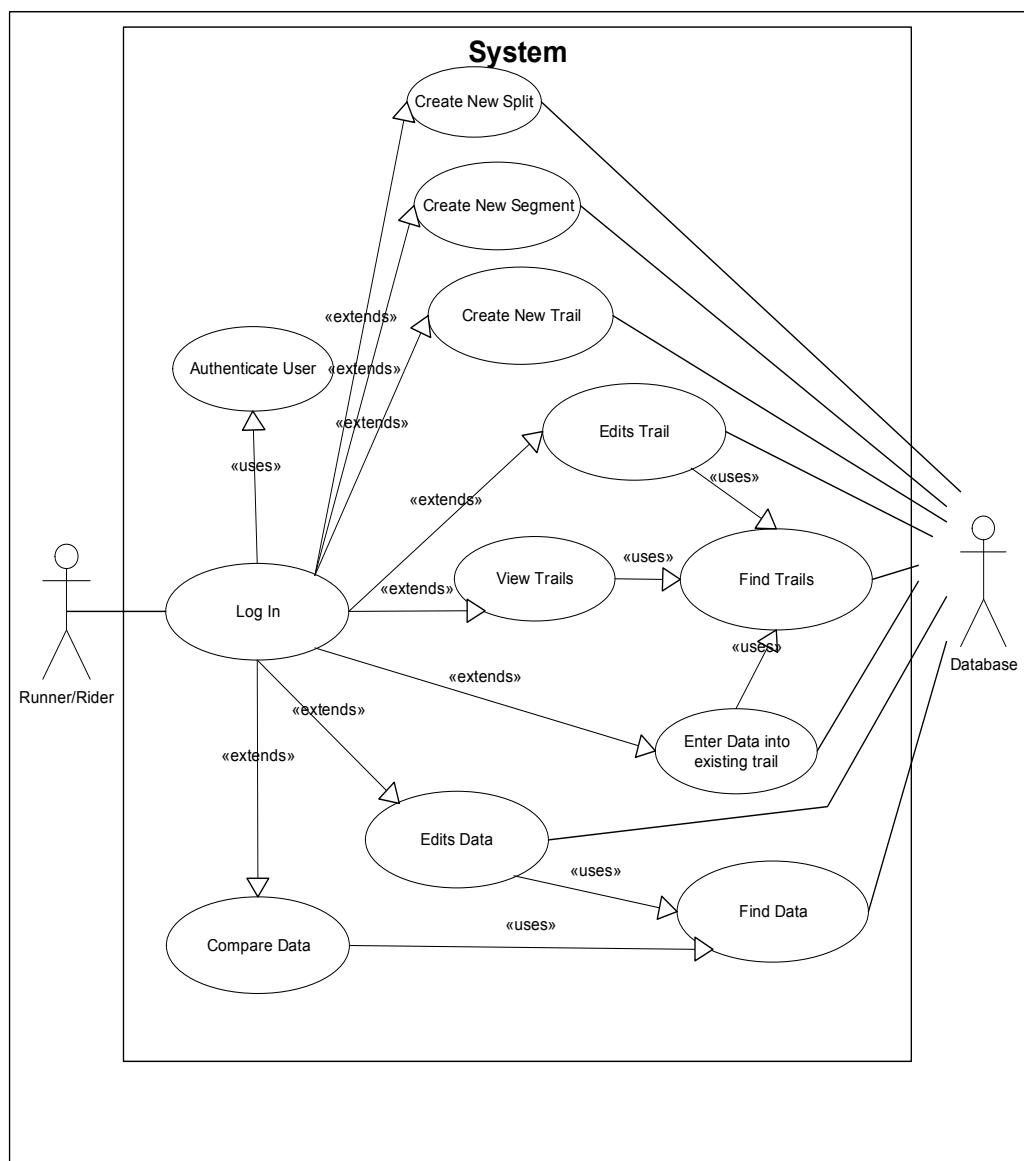 System
Create New Split
Create New Segment
«extends»
Create New Trail
Authenticate User
«extends»
«extends»
Edits Trail
«uses»
«uses»
«extends»
View Trails
«uses»
Find Trails
«extends»
Log In
Runner/Rider
Database
«uses»
«extends»
«extends»
Enter Data into
existing trail
«extends»
Edits Data
«uses»
Find Data
«uses»
Compare Data